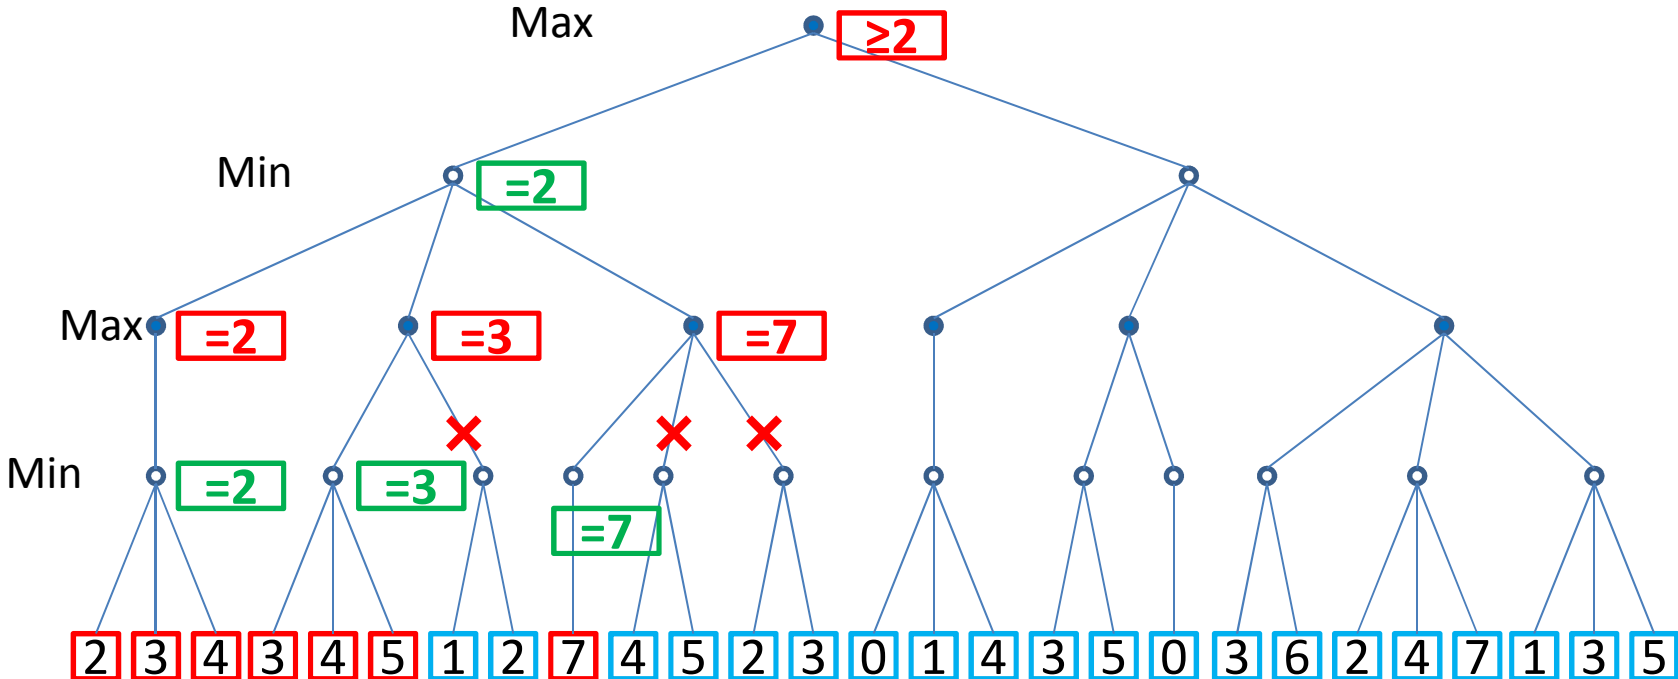 Max ≥2
Min =2
Max =2 =3 =7
Min =2 =3
=7
2 3 4 3 4 5 1 2 7 4 5 2 3 0 1 4 3 5 0 3 6 2 4 7 1 3 5